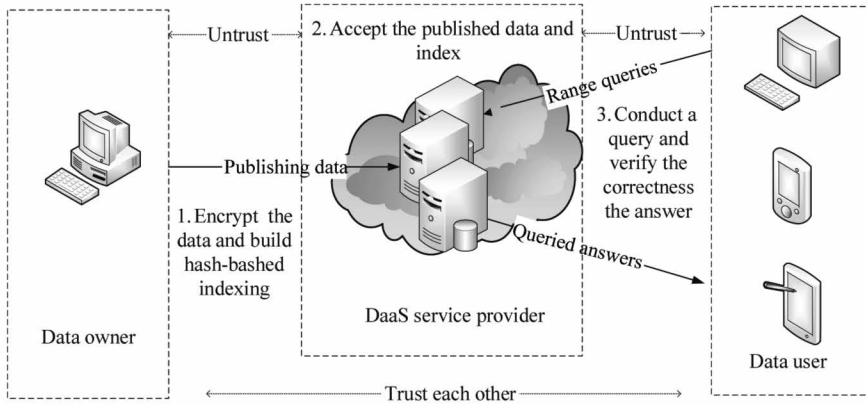 Untrust
2. Accept the published data and
index
Untrust
Range queries
Publishing data
3. Conduct a
query and
verify the
correctness
the answer
1. Encrypt the
data and build
hash-bashed
indexing
Queried answers
Data owner
DaaS service provider
Data user
Trust each other